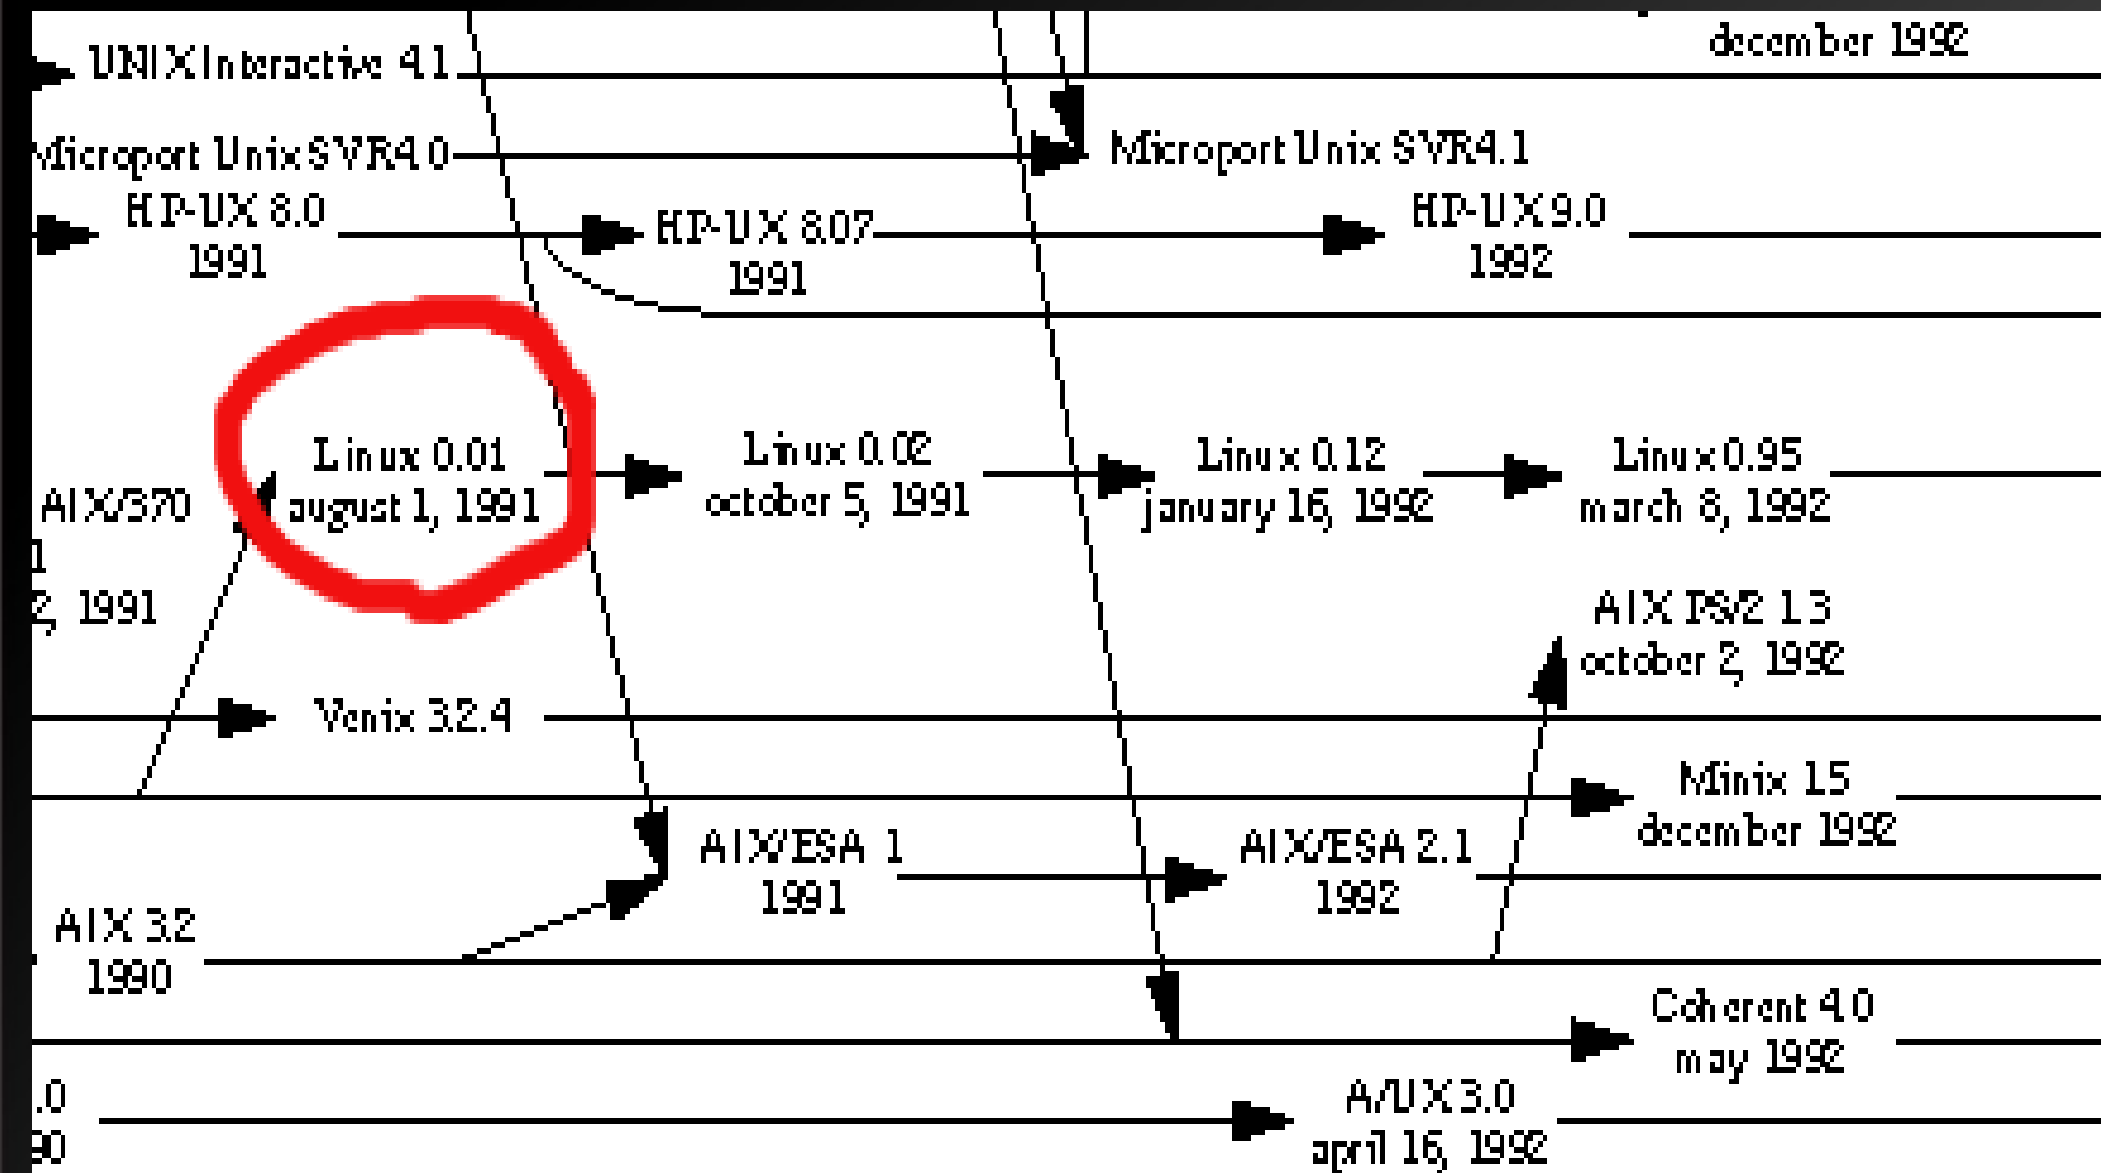 december 1992
UNIX Interactive 4.1
Microport Unix SVR4.0
Microport Unix SVR4.1
HP-UX 8.0
1991
HP-UX 8.07
1991
HP-UX 9.0
1992
Linux 0.01
august 1, 1991
Linux 0.02
october 5, 1991
Linux 0.12
january 16, 1992
Linux 0.95
march 8, 1992
AIX/370
1
2, 1991
AIX PS/2 1.3
october 2, 1992
Venix 3.2.4
Minix 1.5
december 1992
AIX/ESA 1
1991
AIX/ESA 2.1
1992
AIX 3.2
1990
Coherent 4.0
may 1992
.0
90
A/UX 3.0
april 16, 1992